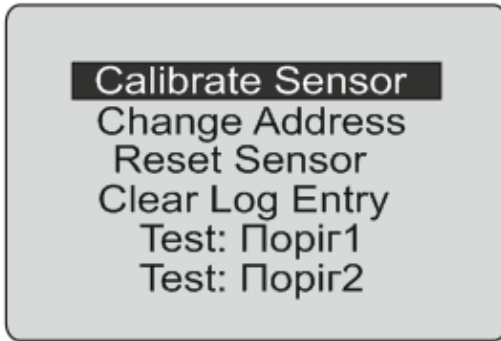 Calibrate Sensor
Change Address
Reset Sensor
Clear Log Entry
Test: Поріг1
Test: Поріг2